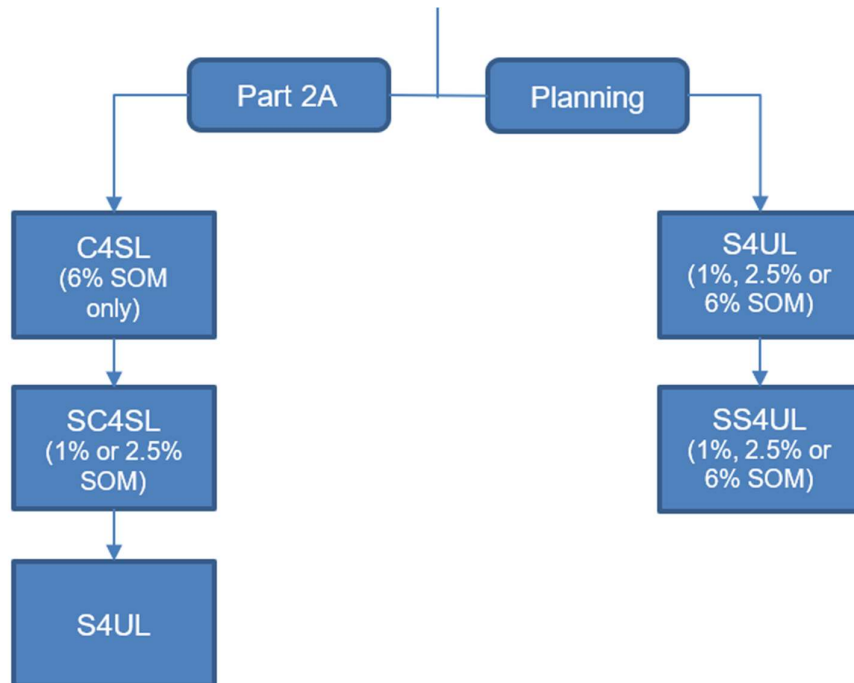 Part 2A
Planning
C4SL
(6% SOM
only)
S4UL
(1%, 2.5% or
6% SOM)
SC4SL
(1% or 2.5%
SOM)
SS4UL
(1%, 2.5% or
6% SOM)
S4UL